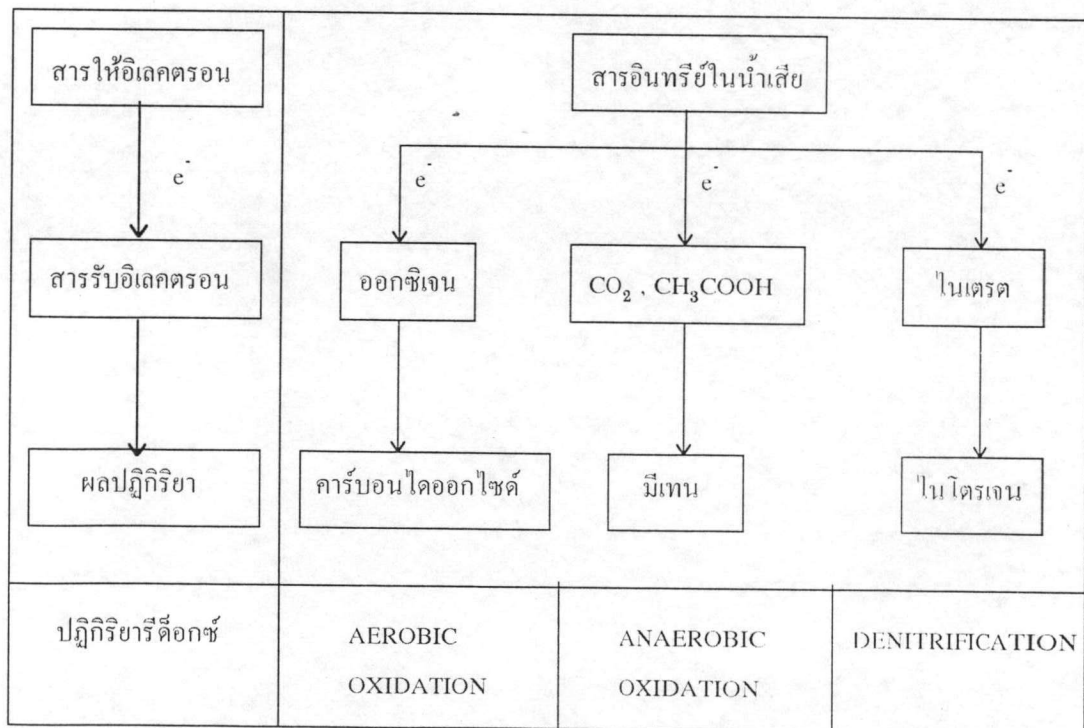 สารให้อิเลคตรอน
สารอินทรีย์ในน้ำเสีย
e-
e-
e-
e-
สารรับอิเลคตรอน
ออกซิเจน
CO2 . CH3COOH
ไนเตรต
ผลปฏิกิริยา
คาร์บอนไดออกไซด์
มีเทน
ไนโตรเจน
ปฏิกิริยารีด็อกซ์
AEROBIC
OXIDATION
ANAEROBIC
OXIDATION
DENITRIFICATION